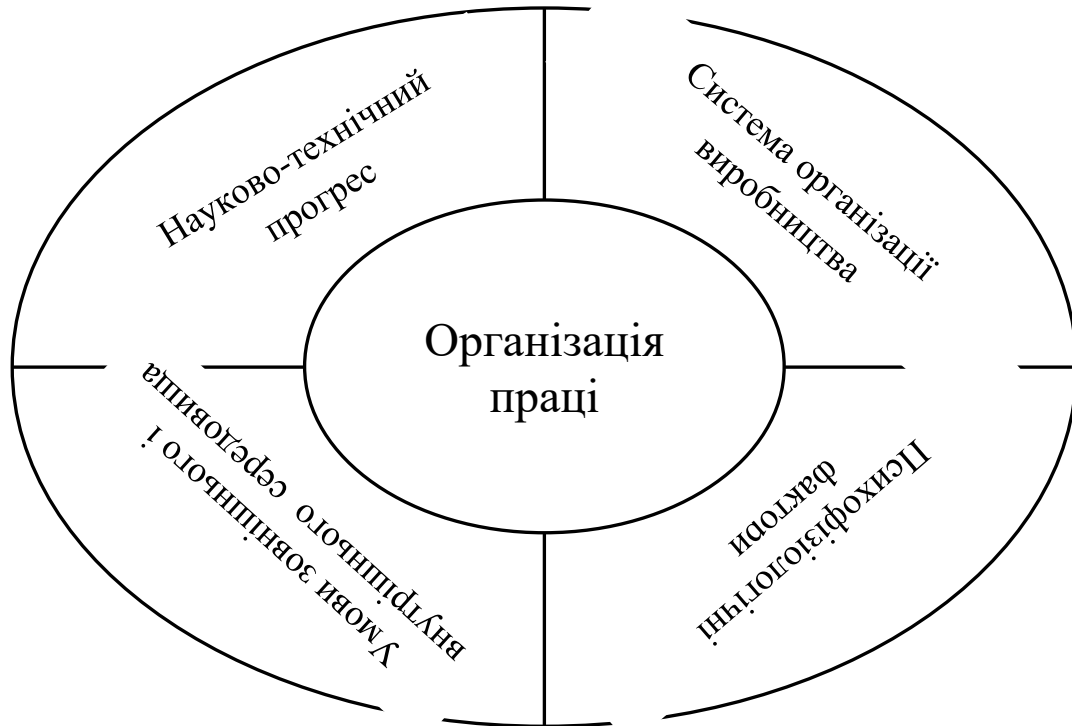 Науково-технічний
прогрес
Система організації
виробництва
Організація
праці
Умови зовнішнього і
внутрішнього середовища
Психофізіологічні
фактори